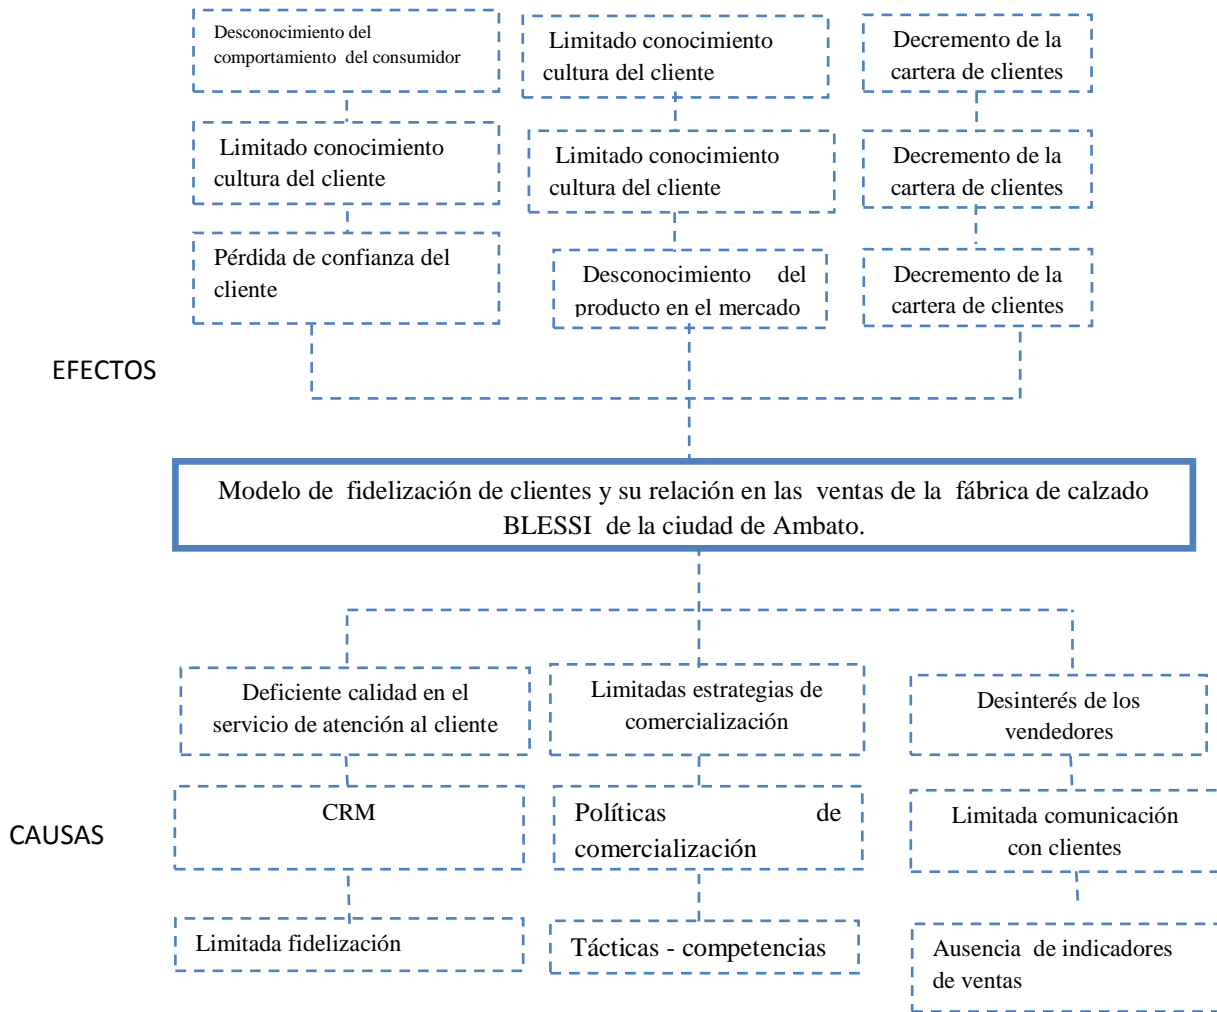 Desconocimiento del
comportamiento del consumidor
Limitado conocimiento
cultura del cliente
Decremento de la
cartera de clientes
Limitado conocimiento
cultura del cliente
Limitado conocimiento
cultura del cliente
Decremento de la
cartera de clientes
Pérdida de confianza del
cliente
Desconocimiento del
producto en el mercado
Decremento de la
cartera de clientes
EFECTOS
Modelo de fidelización de clientes y su relación en las ventas de la fábrica de calzado
BLESSI de la ciudad de Ambato.
Deficiente calidad en el
servicio de atención al cliente
Limitadas estrategias de
comercialización
Desinterés de los
vendedores
CAUSAS
CRM
Políticas de
comercialización
Limitada comunicación
con clientes
Limitada fidelización
Tácticas - competencias
Ausencia de indicadores
de ventas